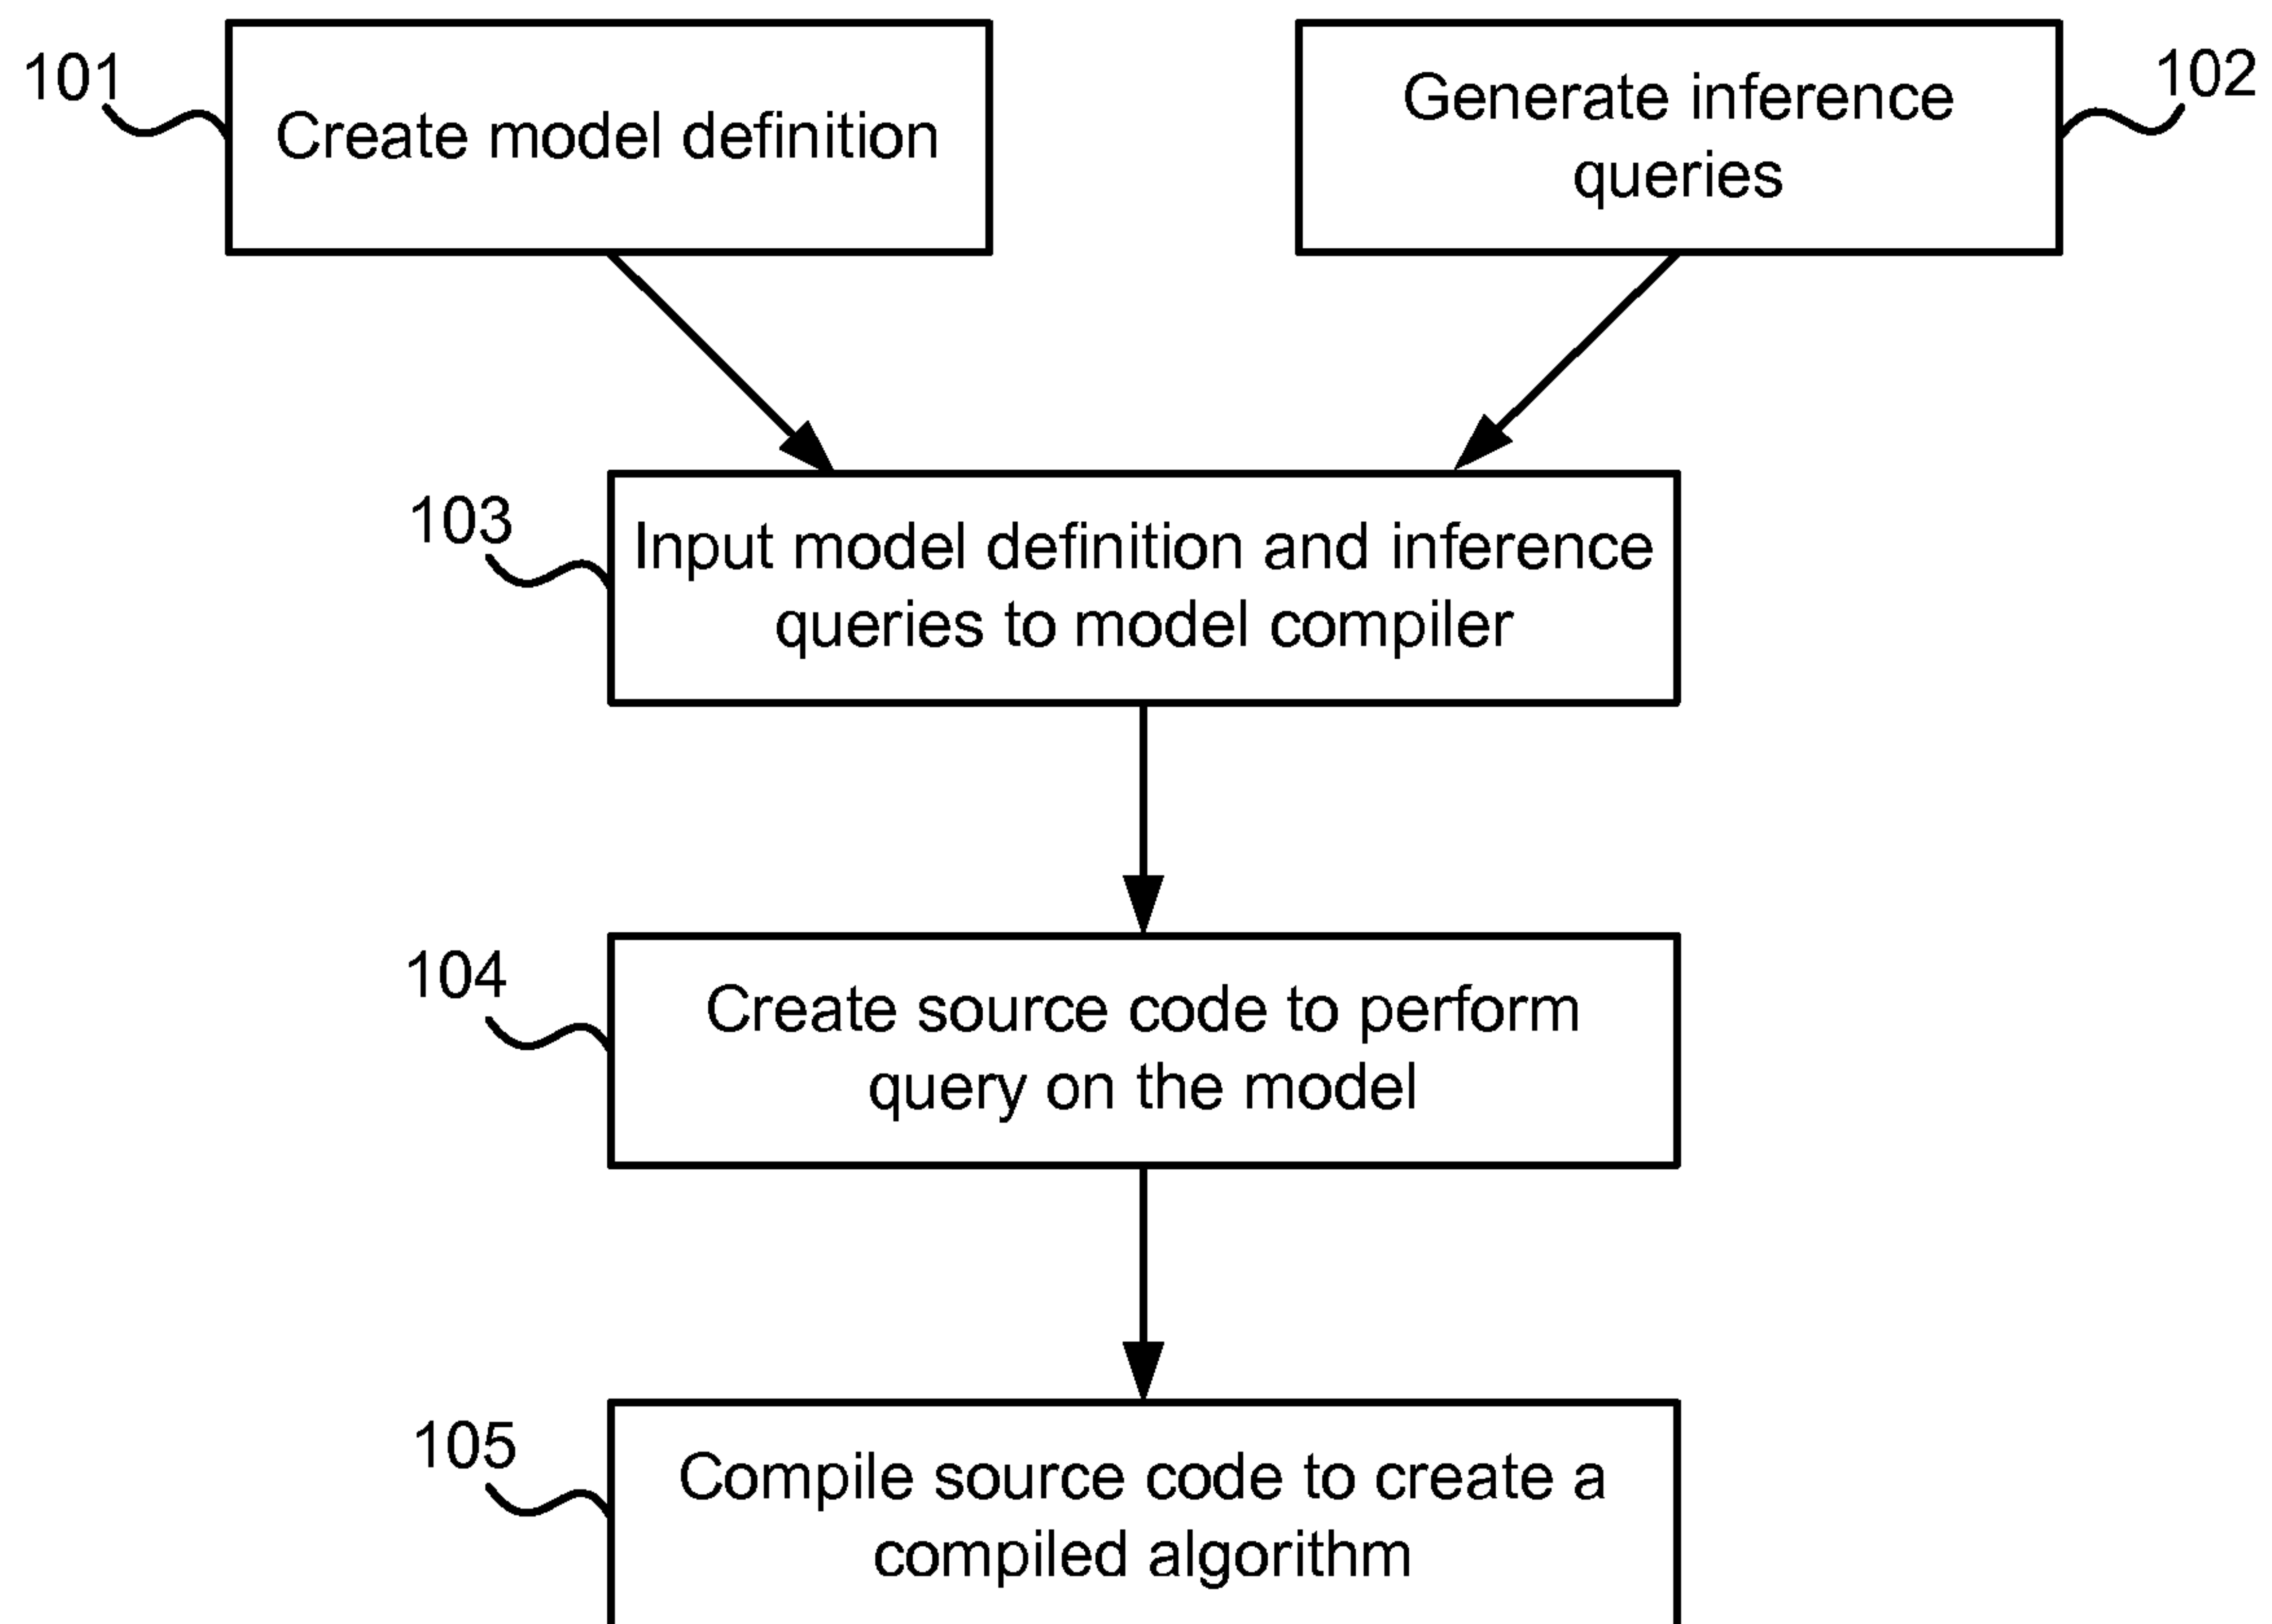 101
Create model definition
Generate inference
queries
102
103
Input model definition and inference
queries to model compiler
104
Create source code to perform
query on the model
105
Compile source code to create a
compiled algorithm